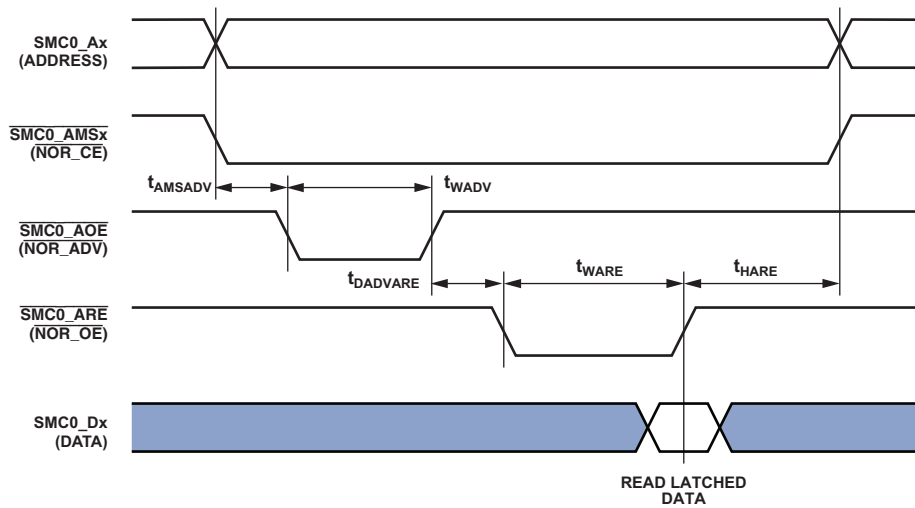 SMC0_Ax
(ADDRESS)
SMC0_AMSx
(NOR_CE)
tAMSADV
tWADV
SMC0_AOE
(NOR_ADV)
tDADVARE
tWARE
tHARE
SMC0_ARE
(NOR_OE)
SMC0_Dx
(DATA)
READ LATCHED
DATA